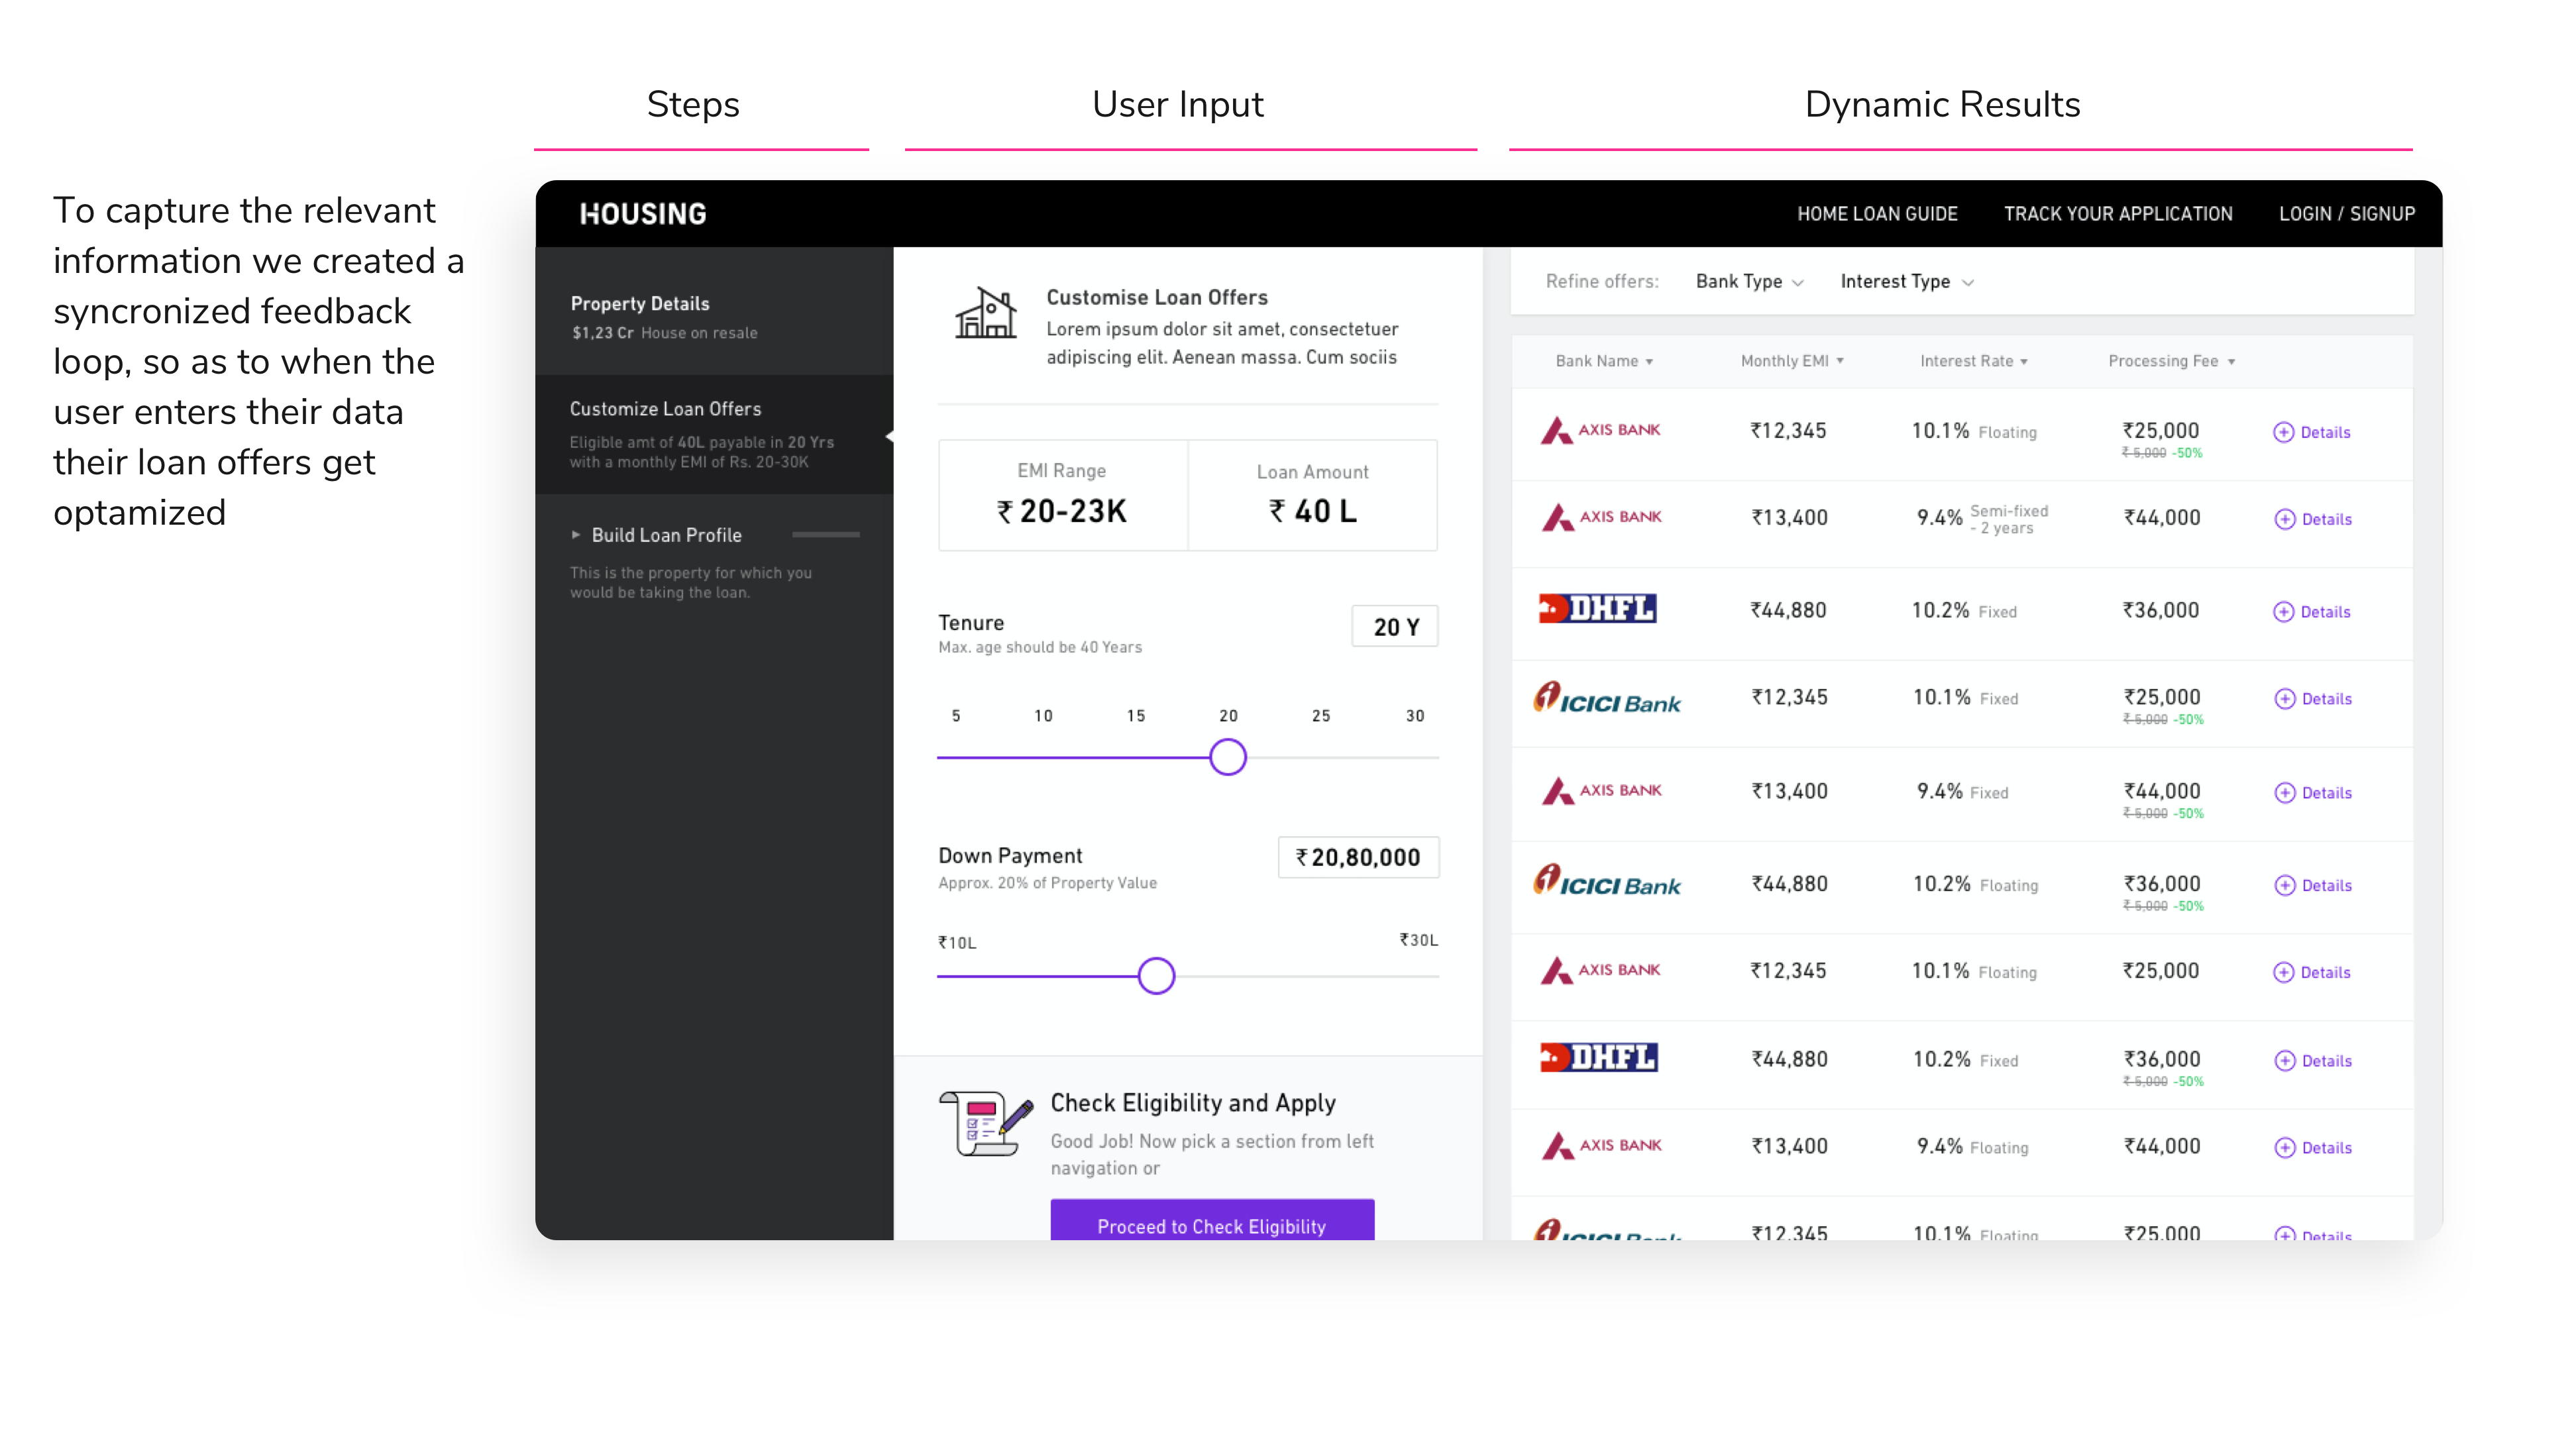 Steps
User Input
Dynamic Results
To capture the relevant
information we created a
syncronized feedback
loop, so as to when the
user enters their data
their loan offers get
optamized
HOUSING
HOME LOAN GUIDE TRACK YOUR APPLICATION LOGIN / SIGNUP
Property Details
$1,23 Cr House on resale
Customize Loan Offers
Eligible amt of 40L payable in 20 Yrs
with a monthly EMI of Rs. 20-30K
Build Loan Profile
This is the property for which you
would be taking the loan.
Customise Loan Offers
Lorem ipsum dolor sit amet, consectetuer
adipiscing elit. Aenean massa. Cum sociis
EMI Range
₹ 20-23K
Loan Amount
₹ 40 L
Tenure
20 Y
Max. age should be 40 Years
5 10 15 20 25 30
Down Payment
₹ 20,80,000
Approx. 20% of Property Value
₹10L ₹30L
Check Eligibility and Apply
Good Job! Now pick a section from left
navigation or
Proceed to Check Eligibility
Refine offers: Bank Type Interest Type
Bank Name Monthly EMI Interest Rate Processing Fee
AXIS BANK ₹12,345 10.1% Floating ₹25,000 Details
₹ 5,000 -50%
AXIS BANK ₹13,400 9.4% Semi-fixed - 2 years ₹44,000 Details
DHFL ₹44,880 10.2% Fixed ₹36,000 Details
ICICI Bank ₹12,345 10.1% Fixed ₹25,000 Details
₹ 5,000 -50%
AXIS BANK ₹13,400 9.4% Fixed ₹44,000 Details
₹ 5,000 -50%
ICICI Bank ₹44,880 10.2% Floating ₹36,000 Details
₹ 5,000 -50%
AXIS BANK ₹12,345 10.1% Floating ₹25,000 Details
DHFL ₹44,880 10.2% Fixed ₹36,000 Details
₹ 5,000 -50%
AXIS BANK ₹13,400 9.4% Floating ₹44,000 Details
ICICI Bank ₹12,345 10.1% Floating ₹25,000 Details